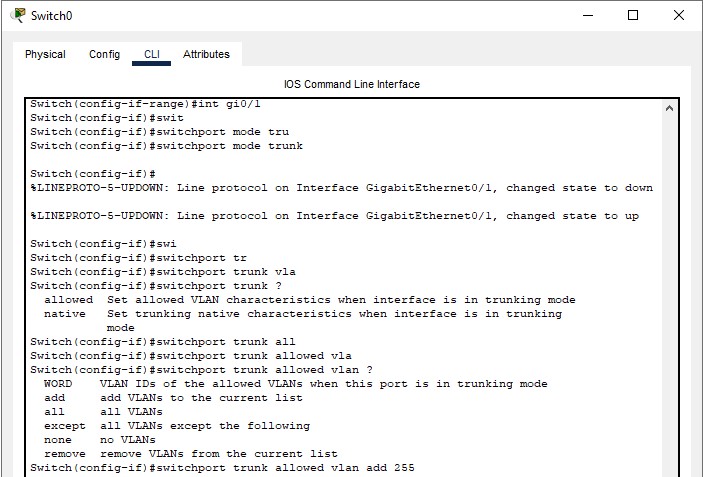 Switch0
Physical Config CLI Attributes
IOS Command Line Interface
Switch(config-if-range)#int gi0/1
Switch(config-if)#swit
Switch(config-if)#switchport mode tru
Switch(config-if)#switchport mode trunk
Switch(config-if)#
%LINEPROTO-5-UPDOWN: Line protocol on Interface GigabitEthernet0/1, changed state to down
%LINEPROTO-5-UPDOWN: Line protocol on Interface GigabitEthernet0/1, changed state to up
Switch(config-if)#swi
Switch(config-if)#switchport tr
Switch(config-if)#switchport trunk vla
Switch(config-if)#switchport trunk ?
allowed Set allowed VLAN characteristics when interface is in trunking mode
native Set trunking native characteristics when interface is in trunking
mode
Switch(config-if)#switchport trunk all
Switch(config-if)#switchport trunk allowed vla
Switch(config-if)#switchport trunk allowed vlan ?
WORD VLAN IDs of the allowed VLANs when this port is in trunking mode
add add VLANs to the current list
all all VLANs
except all VLANs except the following
none no VLANs
remove remove VLANs from the current list
Switch(config-if)#switchport trunk allowed vlan add 255